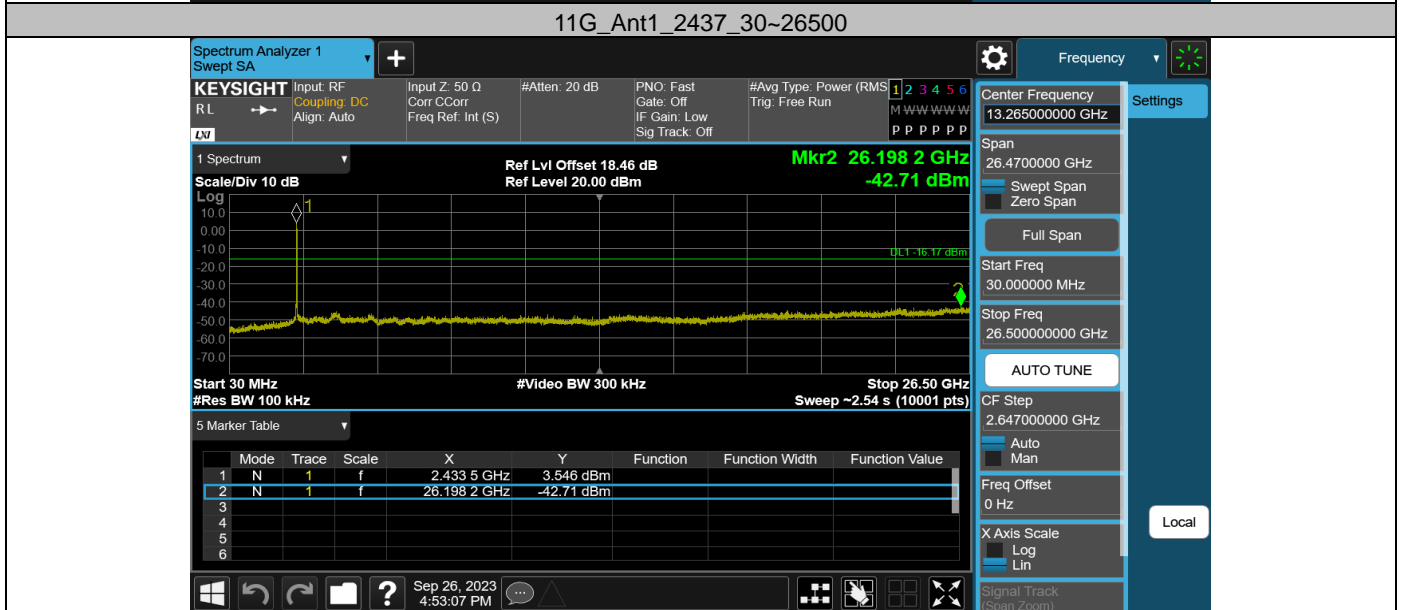 11G_Ant1_2437_30~26500
Spectrum Analyzer 1
Swept SA
+
Frequency
KEYSIGHT Input: RF Input Z: 50 Ω #Atten: 20 dB PNO: Fast #Avg Type: Power (RMS 1 2 3 4 5 6
RL Coupling: DC Corr CCorr Gate: Off Trig: Free Run M W W W W W
Align: Auto Freq Ref: Int (S) IF Gain: Low
LXI Sig Track: Off P P P P P P
Center Frequency
13.265000000 GHz
Settings
1 Spectrum
Scale/Div 10 dB
Ref Lvl Offset 18.46 dB
Ref Level 20.00 dBm
Mkr2 26.198 2 GHz
-42.71 dBm
Log
10.0
0.00
-10.0
-20.0
-30.0
-40.0
-50.0
-60.0
-70.0
1
DL1 -16.17 dBm
2
Start 30 MHz #Video BW 300 kHz Stop 26.50 GHz
#Res BW 100 kHz Sweep ~2.54 s (10001 pts)
Span
26.4700000 GHz
Swept Span
Zero Span
Full Span
Start Freq
30.000000 MHz
Stop Freq
26.500000000 GHz
AUTO TUNE
CF Step
2.647000000 GHz
Auto
Man
Freq Offset
0 Hz
X Axis Scale
Log
Lin
Signal Track
(Span Zoom)
Local
5 Marker Table
Mode Trace Scale X Y Function Function Width Function Value
1 N 1 f 2.433 5 GHz 3.546 dBm
2 N 1 f 26.198 2 GHz -42.71 dBm
3
4
5
6
?
Sep 26, 2023
4:53:07 PM